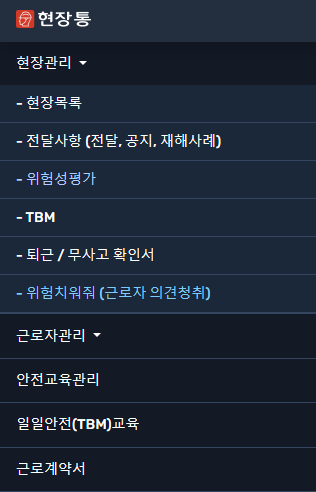 현장통
현장관리
- 현장목록
- 전달사항 (전달, 공지, 재해사례)
- 위험성평가
- TBM
- 퇴근 / 무사고 확인서
- 위험치워줘 (근로자 의견청취)
근로자관리
안전교육관리
일일안전(TBM)교육
근로계약서